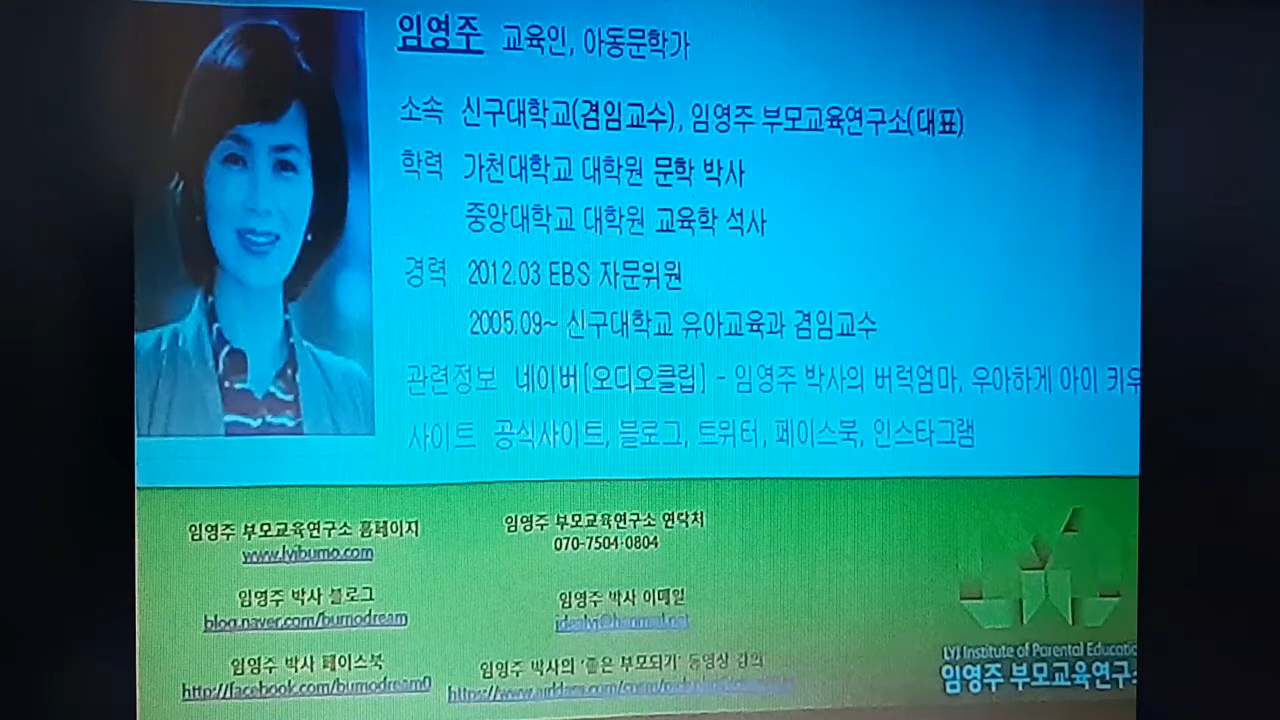 임영주 교육인, 아동문학가
소속 신구대학교(겸임교수), 임영주 부모교육연구소(대표)
학력 가천대학교 대학원 문학 박사
중앙대학교 대학원 교육학 석사
경력 2012.03 EBS 자문위원
2005.09~ 신구대학교 유아교육과 겸임교수
관련정보 네이버[오디오클럽] - 임영주 박사의 버럭엄마, 우아하게 아이 키우
사이트 공식사이트, 블로그, 트위터, 페이스북, 인스타그램
임영주 부모교육연구소 홈페이지
www.lyjbumo.com
임영주 박사 블로그
blog.naver.com/bumodream
임영주 박사 페이스북
http://facebook.com/bumodream0
임영주 부모교육연구소 연락처
070-7504-0804
임영주 박사 이메일
임영주 박사의 '좋은 부모되기' 동영상 강의
LYJ Institute of Parental Educatio
임영주 부모교육연구소